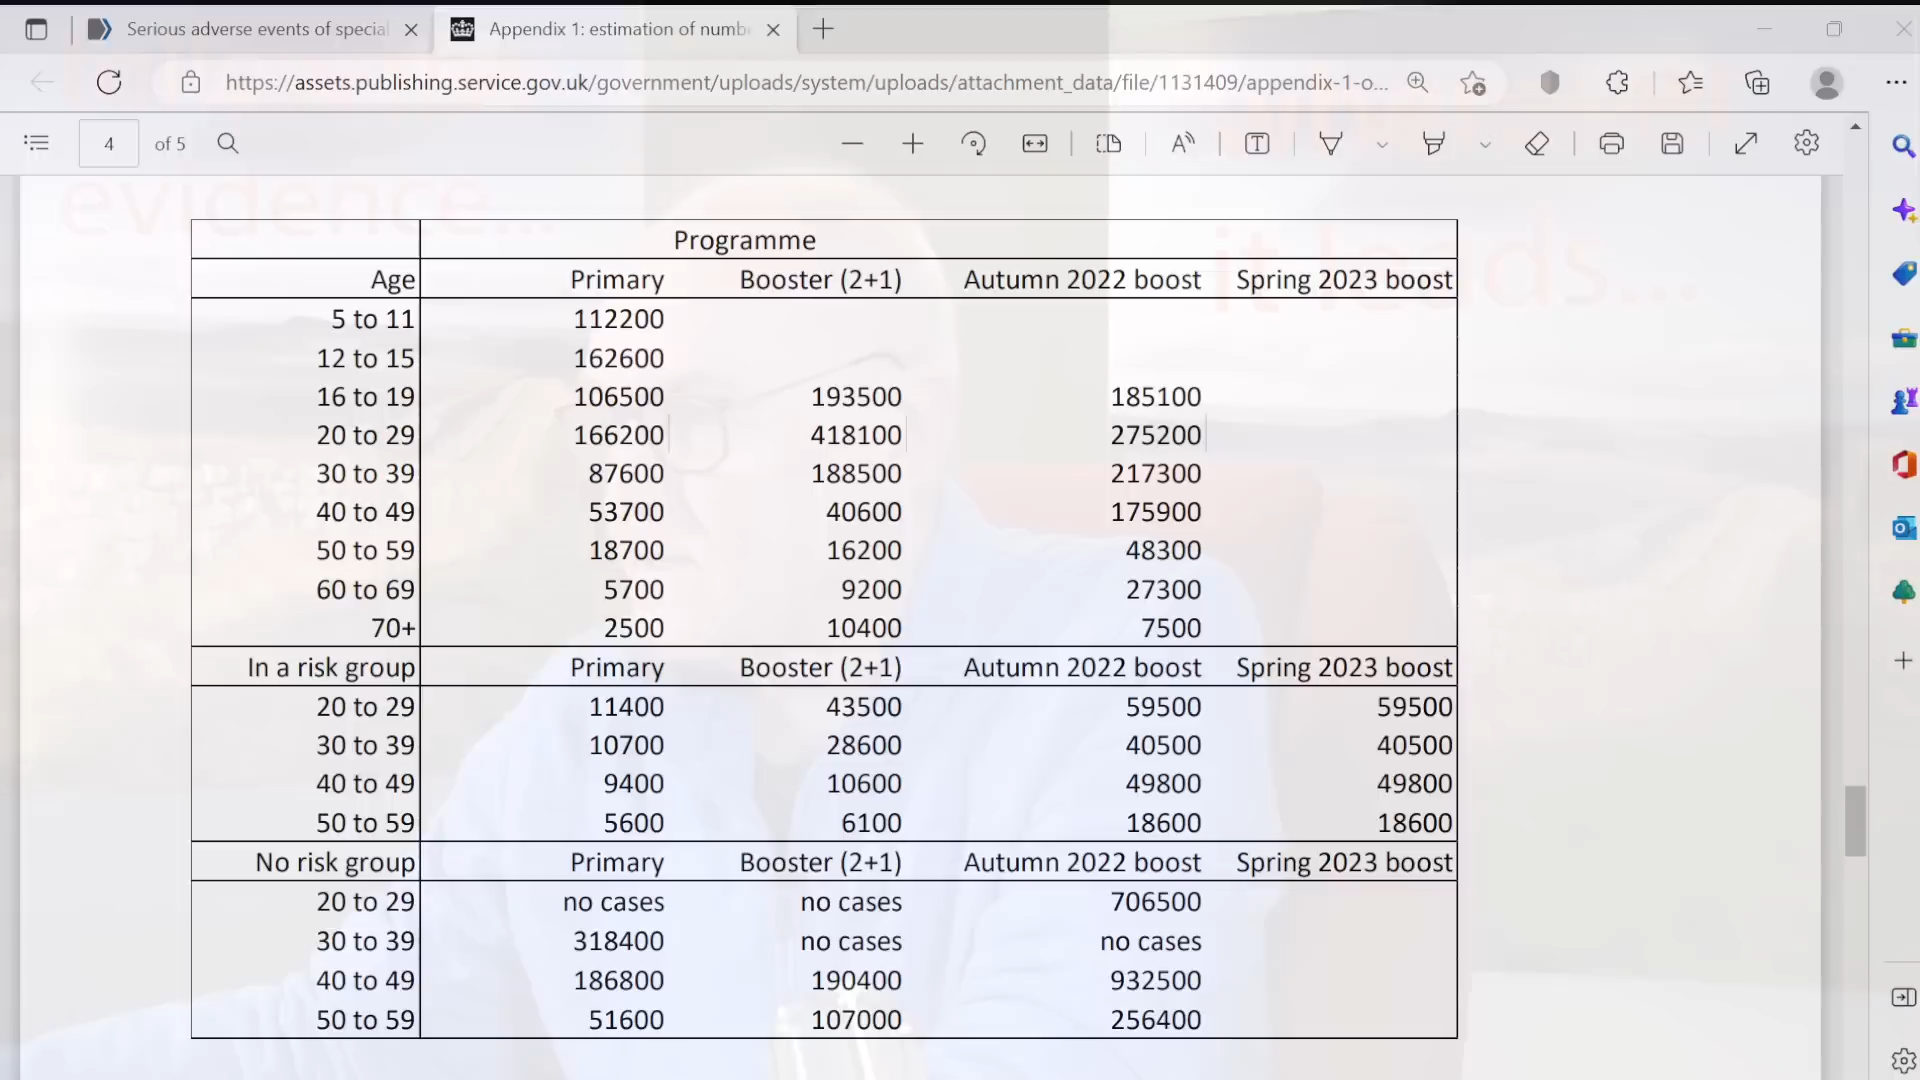 Serious adverse events of special
Appendix 1: estimation of numb
https://assets.publishing.service.gov.uk/government/uploads/system/uploads/attachment_data/file/1131409/appendix-1-o...
4 of 5
evidence...
it leads...
Programme
Age Primary Booster (2+1) Autumn 2022 boost Spring 2023 boost
5 to 11 112200
12 to 15 162600
16 to 19 106500 193500 185100
20 to 29 166200 418100 275200
30 to 39 87600 188500 217300
40 to 49 53700 40600 175900
50 to 59 18700 16200 48300
60 to 69 5700 9200 27300
70+ 2500 10400 7500
In a risk group Primary Booster (2+1) Autumn 2022 boost Spring 2023 boost
20 to 29 11400 43500 59500 59500
30 to 39 10700 28600 40500 40500
40 to 49 9400 10600 49800 49800
50 to 59 5600 6100 18600 18600
No risk group Primary Booster (2+1) Autumn 2022 boost Spring 2023 boost
20 to 29 no cases no cases 706500
30 to 39 318400 no cases no cases
40 to 49 186800 190400 932500
50 to 59 51600 107000 256400